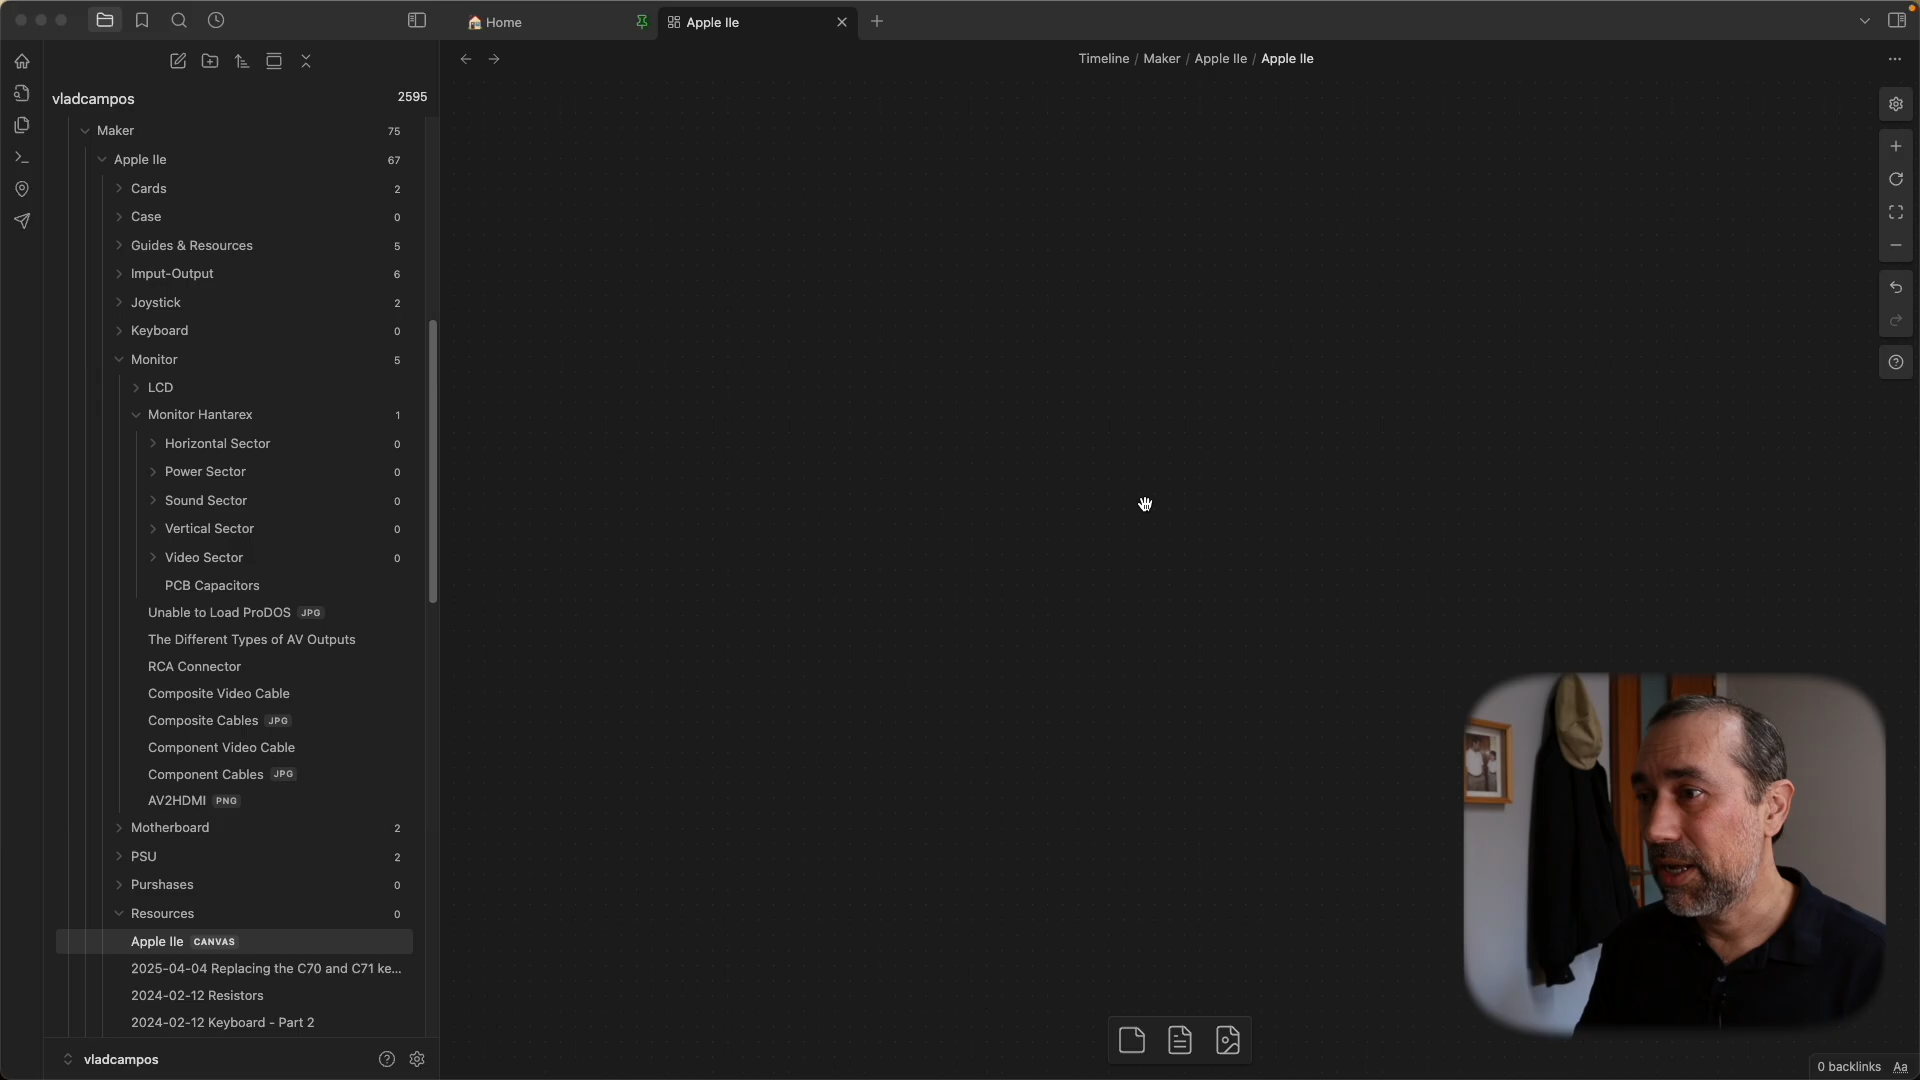 Home
Apple IIe
Timeline / Maker / Apple IIe / Apple IIe
vladcampos 2595
Maker 75
Apple IIe 67
Cards 2
Case 0
Guides & Resources 5
Imput-Output 6
Joystick 2
Keyboard 0
Monitor 5
LCD
Monitor Hantarex 1
Horizontal Sector 0
Power Sector 0
Sound Sector 0
Vertical Sector 0
Video Sector 0
PCB Capacitors
Unable to Load ProDOS JPG
The Different Types of AV Outputs
RCA Connector
Composite Video Cable
Composite Cables JPG
Component Video Cable
Component Cables JPG
AV2HDMI PNG
Motherboard 2
PSU 2
Purshases 0
Resources 0
Apple IIe CANVAS
2025-04-04 Replacing the C70 and C71 ke...
2024-02-12 Resistors
2024-02-12 Keyboard - Part 2
vladcampos
0 backlinks Aa